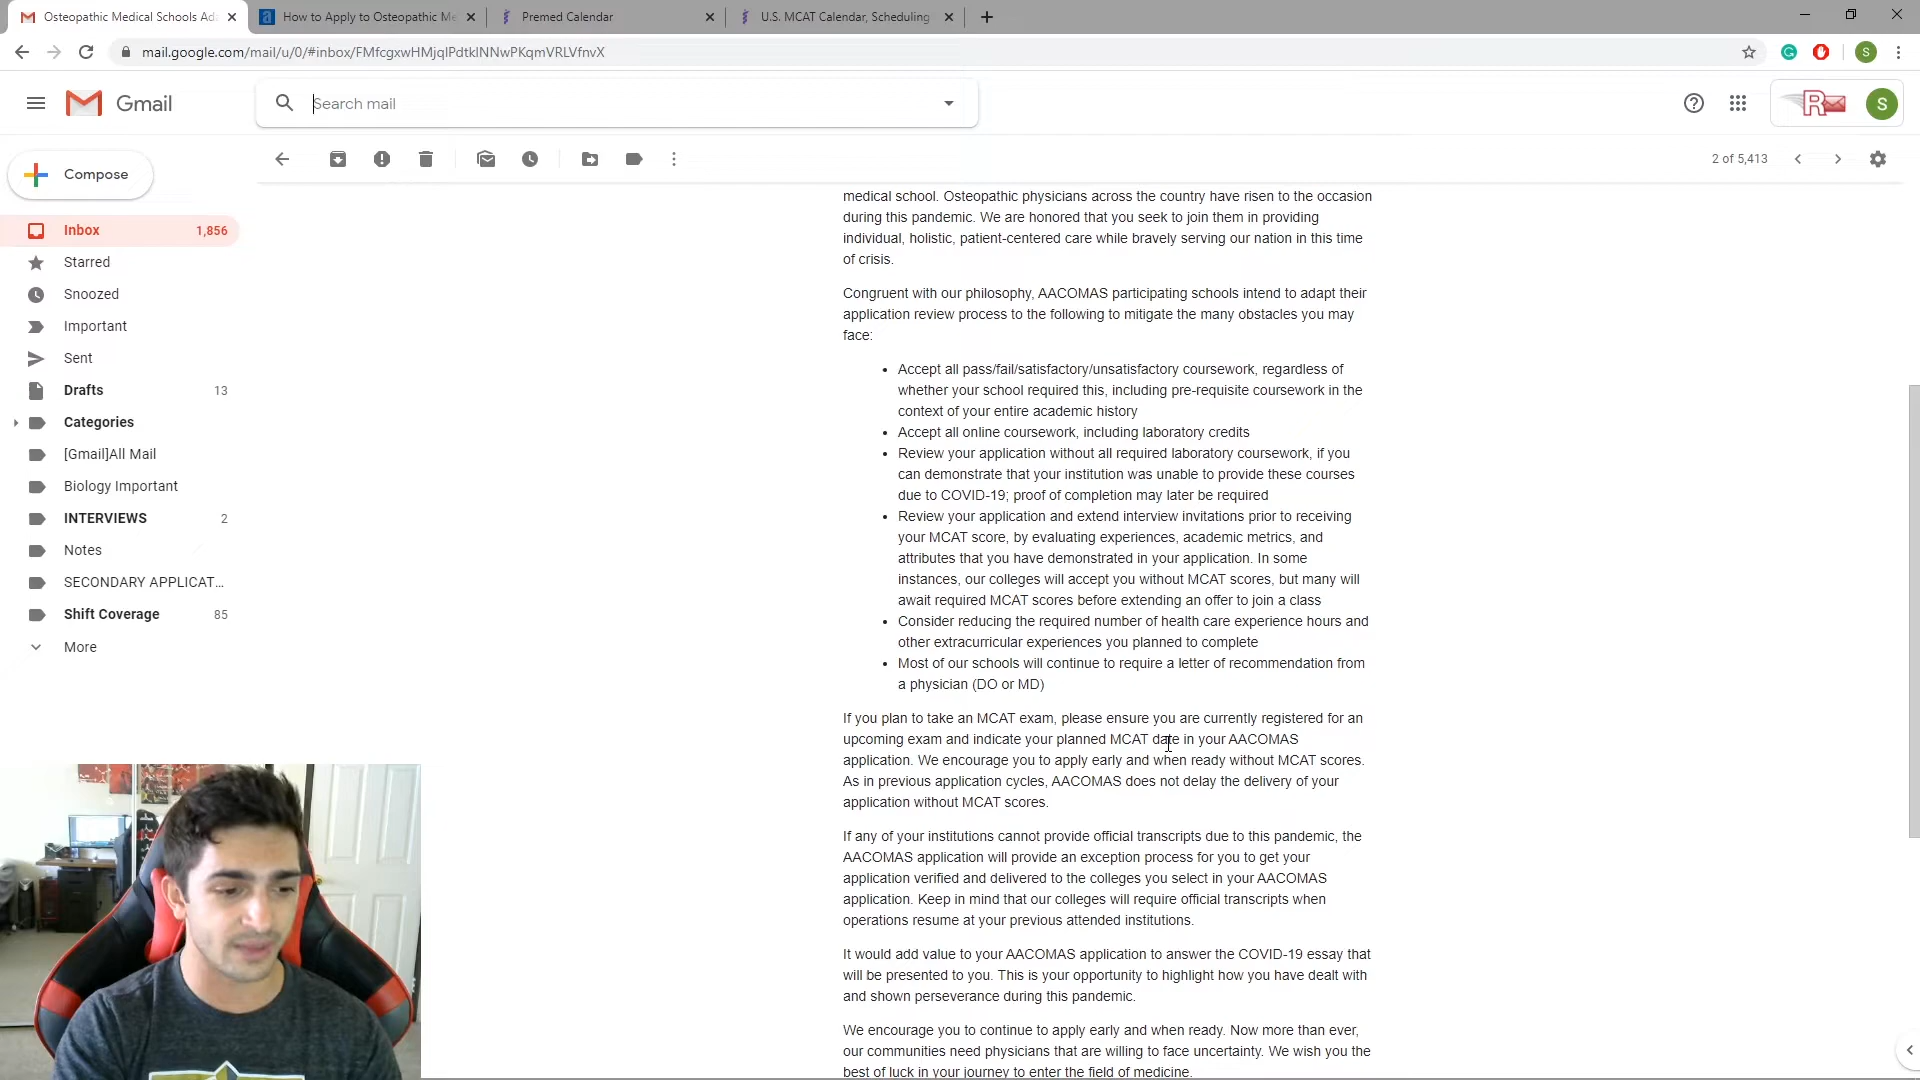 Osteopathic Medical Schools Ada
How to Apply to Osteopathic Me
Premed Calendar
U.S. MCAT Calendar, Scheduling
mail.google.com/mail/u/0/#inbox/FMfcgxwHMjqlPdtklNNwPKqmVRLVfnvX
S
Gmail
Search mail
R
S
2 of 5,413
Compose
Inbox 1,856
Starred
Snoozed
Important
Sent
Drafts 13
Categories
[Gmail]All Mail
Biology Important
INTERVIEWS 2
Notes
SECONDARY APPLICAT...
Shift Coverage 85
More
medical school. Osteopathic physicians across the country have risen to the occasion
during this pandemic. We are honored that you seek to join them in providing
individual, holistic, patient-centered care while bravely serving our nation in this time
of crisis.
Congruent with our philosophy, AACOMAS participating schools intend to adapt their
application review process to the following to mitigate the many obstacles you may
face:
• Accept all pass/fail/satisfactory/unsatisfactory coursework, regardless of
whether your school required this, including pre-requisite coursework in the
context of your entire academic history
• Accept all online coursework, including laboratory credits
• Review your application without all required laboratory coursework, if you
can demonstrate that your institution was unable to provide these courses
due to COVID-19; proof of completion may later be required
• Review your application and extend interview invitations prior to receiving
your MCAT score, by evaluating experiences, academic metrics, and
attributes that you have demonstrated in your application. In some
instances, our colleges will accept you without MCAT scores, but many will
await required MCAT scores before extending an offer to join a class
• Consider reducing the required number of health care experience hours and
other extracurricular experiences you planned to complete
• Most of our schools will continue to require a letter of recommendation from
a physician (DO or MD)
If you plan to take an MCAT exam, please ensure you are currently registered for an
upcoming exam and indicate your planned MCAT date in your AACOMAS
application. We encourage you to apply early and when ready without MCAT scores.
As in previous application cycles, AACOMAS does not delay the delivery of your
application without MCAT scores.
If any of your institutions cannot provide official transcripts due to this pandemic, the
AACOMAS application will provide an exception process for you to get your
application verified and delivered to the colleges you select in your AACOMAS
application. Keep in mind that our colleges will require official transcripts when
operations resume at your previous attended institutions.
It would add value to your AACOMAS application to answer the COVID-19 essay that
will be presented to you. This is your opportunity to highlight how you have dealt with
and shown perseverance during this pandemic.
We encourage you to continue to apply early and when ready. Now more than ever,
our communities need physicians that are willing to face uncertainty. We wish you the
best of luck in your journey to enter the field of medicine.